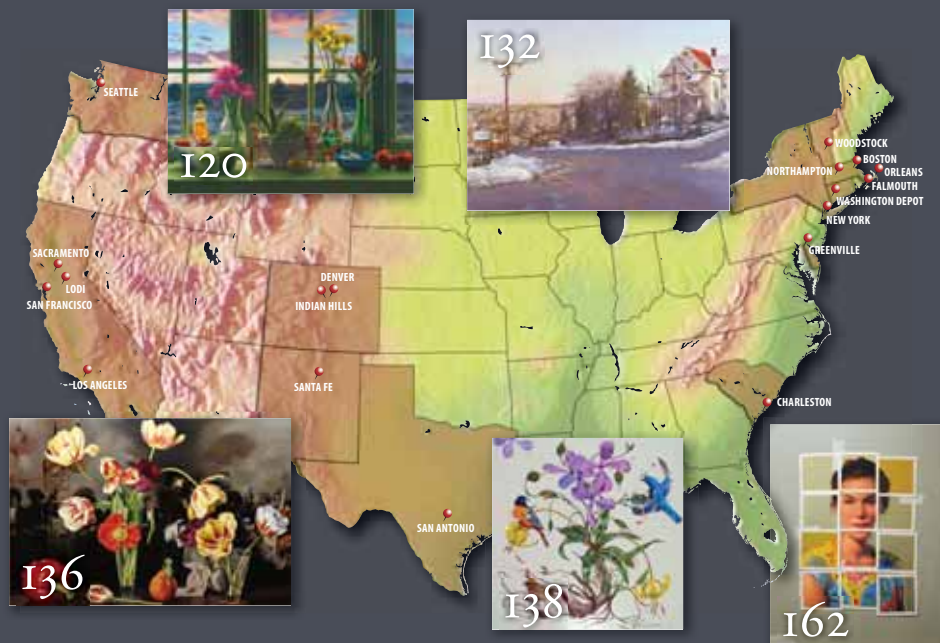 120
132
SEATTLE
WOODSTOCK
BOSTON
NORTHAMPTON
ORLEANS
FALMOUTH
WASHINGTON DEPOT
NEW YORK
GREENVILLE
SACRAMENTO
LODI
SAN FRANCISCO
DENVER
INDIAN HILLS
LOS ANGELES
SANTA FE
CHARLESTON
SAN ANTONIO
136
138
162